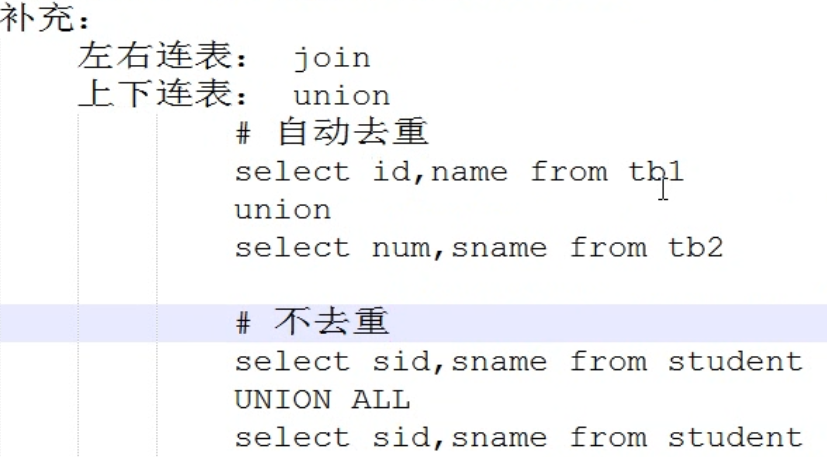 补充：
左右连表： join
上下连表： union
# 自动去重
select id,name from tb1
union
select num,sname from tb2
# 不去重
select sid,sname from student
UNION ALL
select sid,sname from student